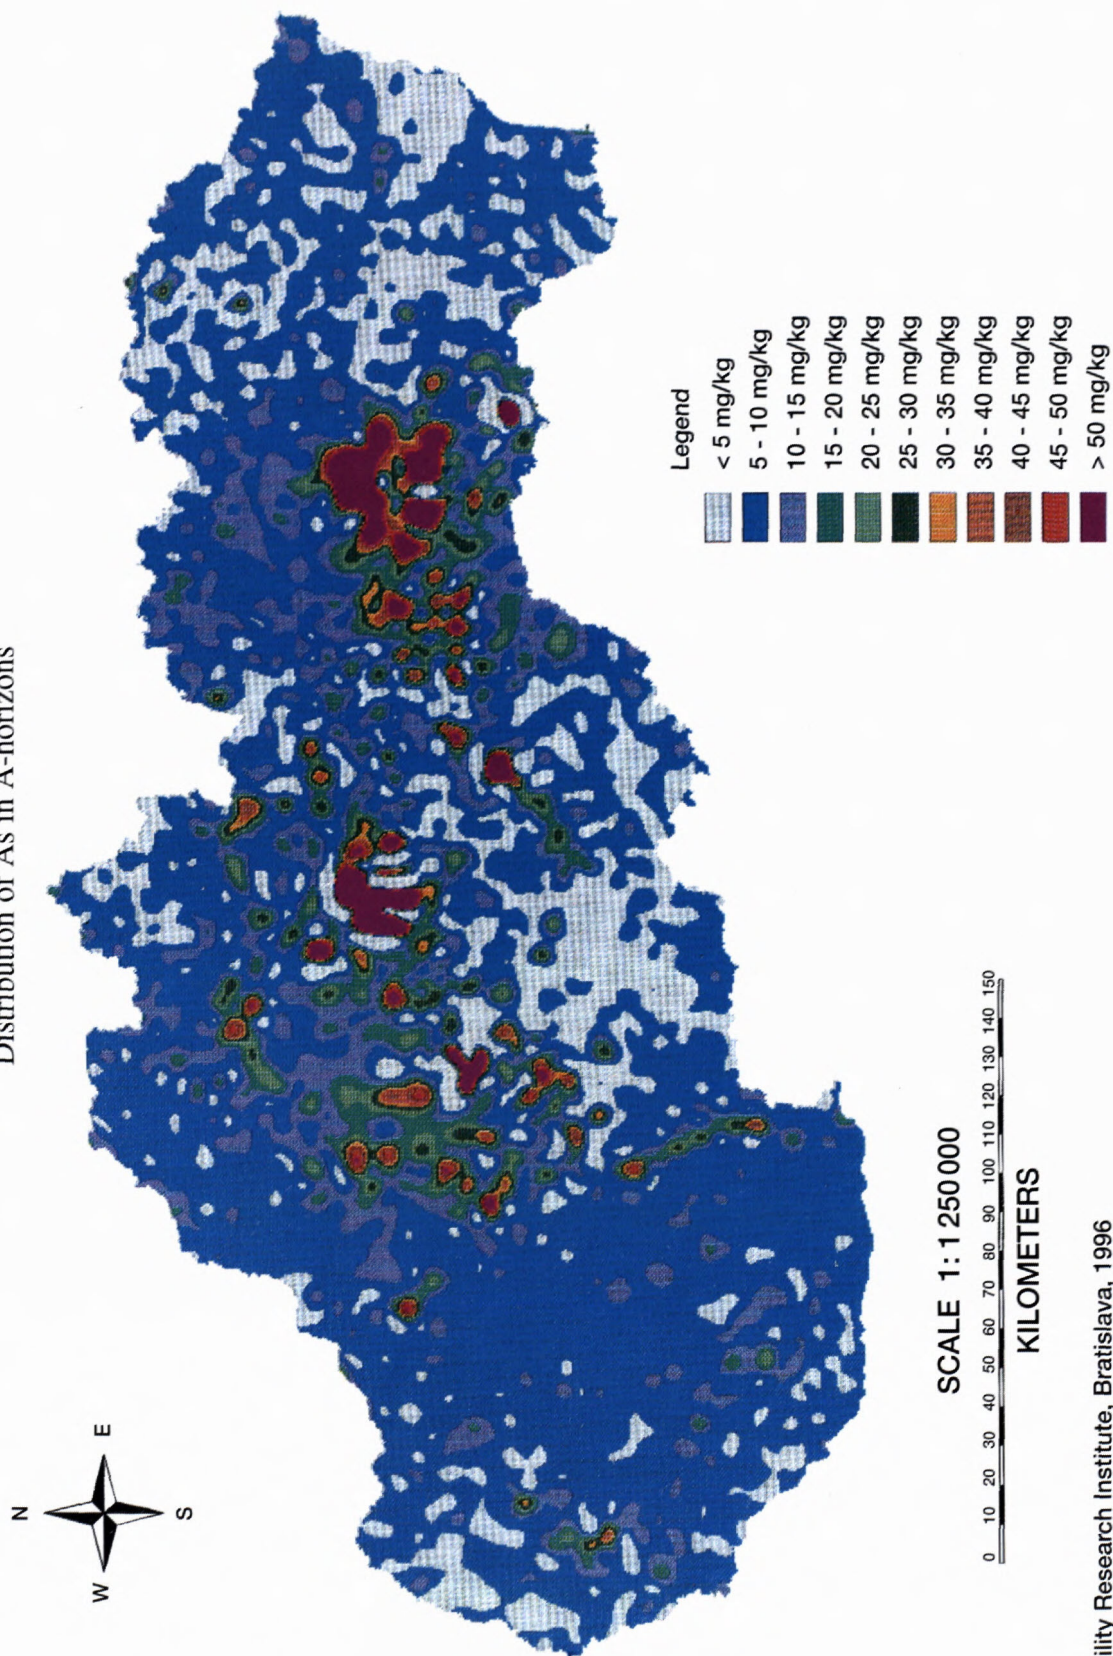 Distribution of As in A-horizons
N
W
E
S
Legend
< 5 mg/kg
5 - 10 mg/kg
10 - 15 mg/kg
15 - 20 mg/kg
20 - 25 mg/kg
25 - 30 mg/kg
30 - 35 mg/kg
35 - 40 mg/kg
40 - 45 mg/kg
45 - 50 mg/kg
> 50 mg/kg
SCALE 1: 1 250 000
0 10 20 30 40 50 60 70 80 90 100 110 120 130 140 150
KILOMETERS
ility Research Institute, Bratislava, 1996